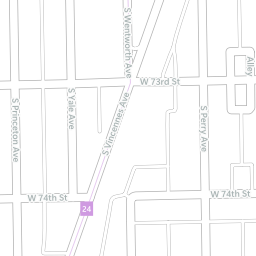 S Wentworth Ave
Alley
W 73rd St
S Princeton Ave
S Yale Ave
S Vincennes Ave
S Perry Ave
W 74th St
W 74th St
24